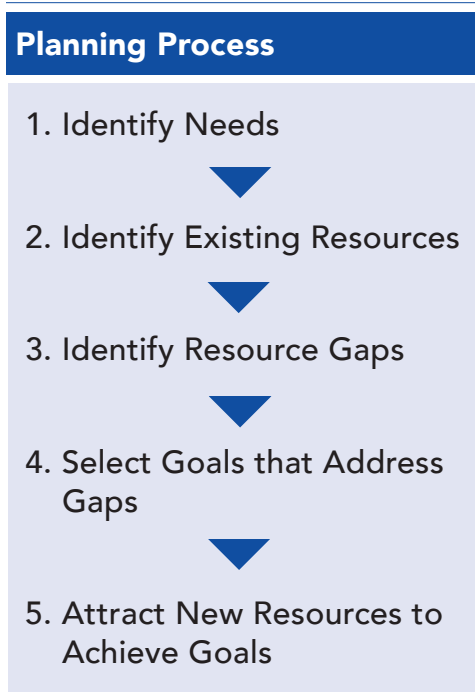 Planning Process
1. Identify Needs
2. Identify Existing Resources
3. Identify Resource Gaps
4. Select Goals that Address
Gaps
5. Attract New Resources to
Achieve Goals